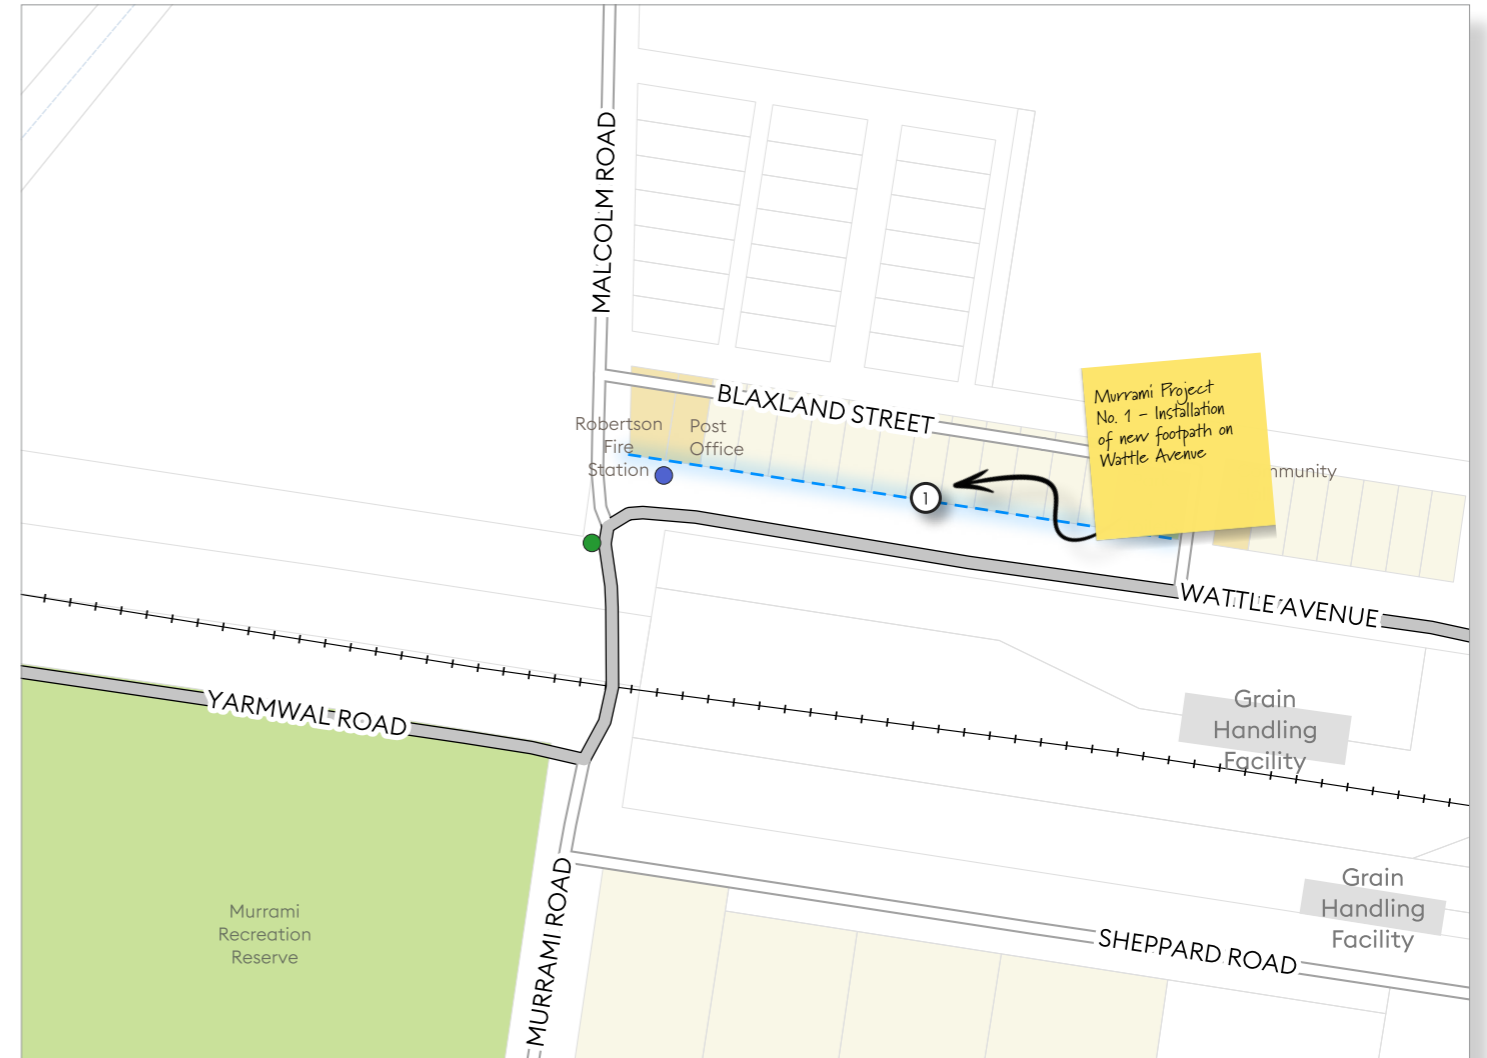 MALCOLM ROAD
BLAXLAND STREET
Murrami Project
No. 1 - Installation
of new footpath on
Wattle Avenue
Robertson
Fire
Station
Post
Office
1
WATTLE AVENUE
YARMWAL ROAD
Grain
Handling
Facility
Murrami
Recreation
Reserve
MURRAMI ROAD
Grain
Handling
Facility
SHEPPARD ROAD